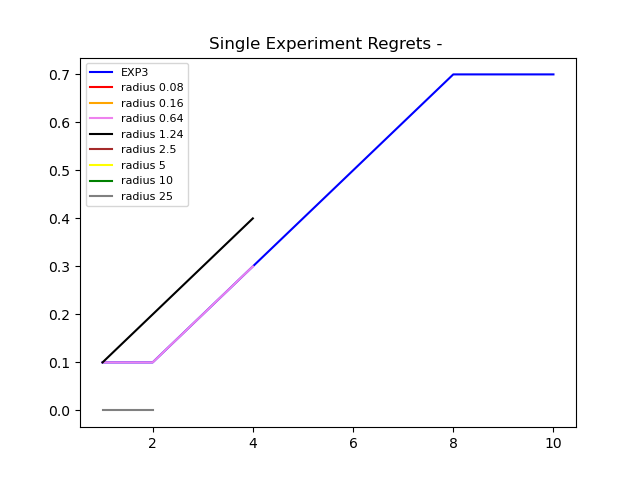 Single Experiment Regrets -
EXP3
radius 0.08
radius 0.16
radius 0.64
radius 1.24
radius 2.5
radius 5
radius 10
radius 25
0.7
0.6
0.5
0.4
0.3
0.2
0.1
0.0
2 4 6 8 10